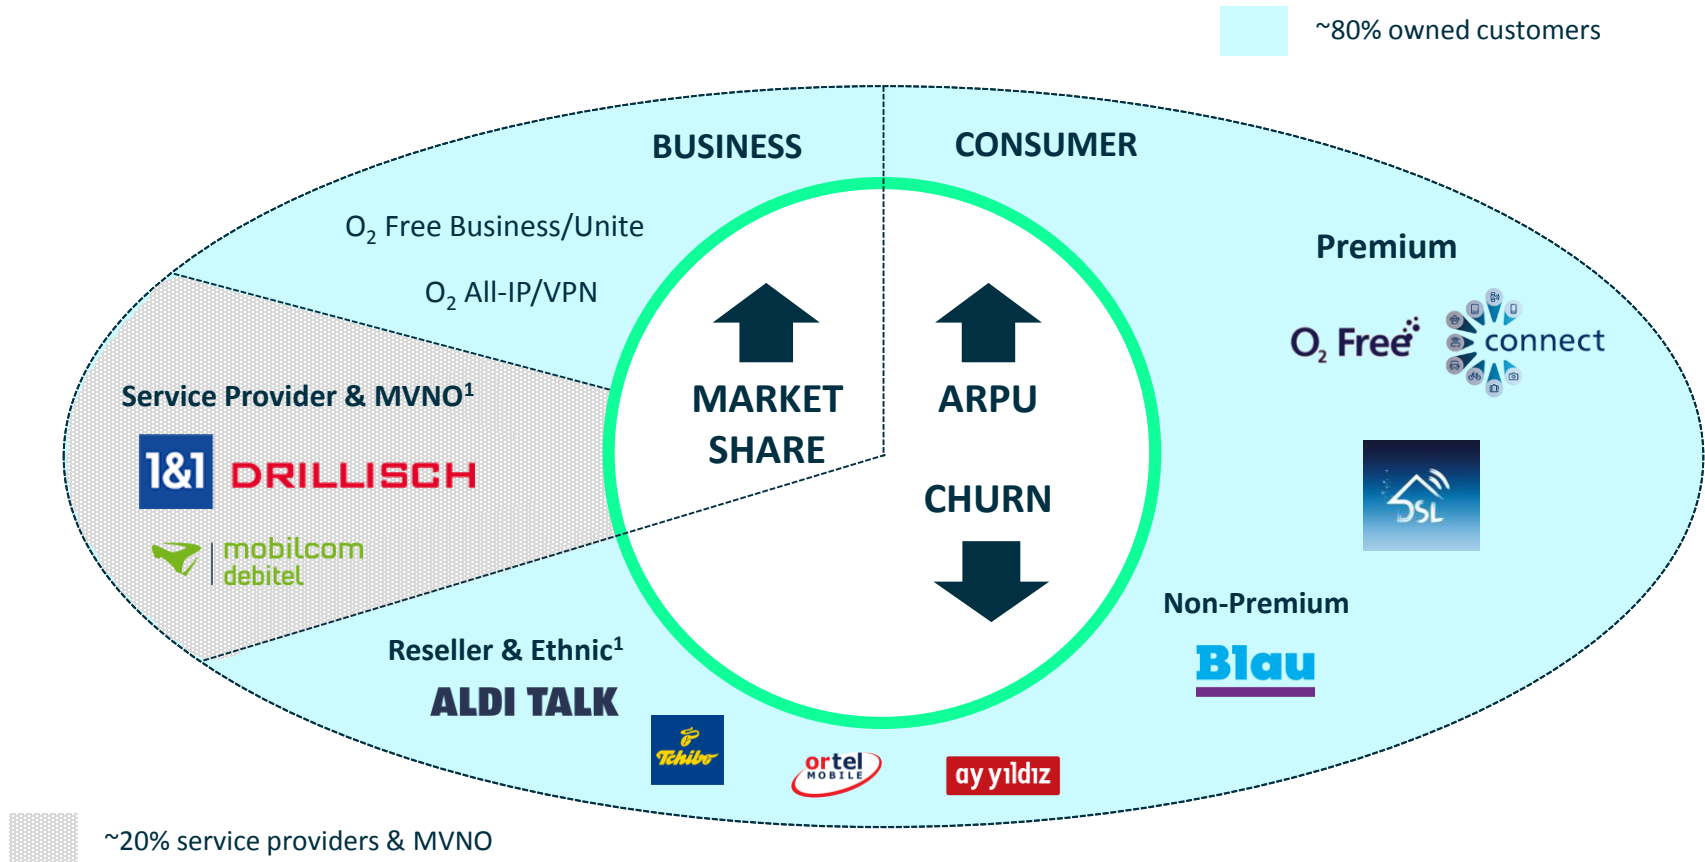 ~80% owned customers
BUSINESS
CONSUMER
O₂ Free Business/Unite
O₂ All-IP/VPN
Premium
O₂ Free
connect
DSL
MARKET
SHARE
ARPU
CHURN
Service Provider & MVNO¹
1&1 DRILLISCH
mobilcom
debitel
Non-Premium
Blau
Reseller & Ethnic¹
ALDI TALK
Tchibo
ortel
MOBILE
ay yıldız
~20% service providers & MVNO